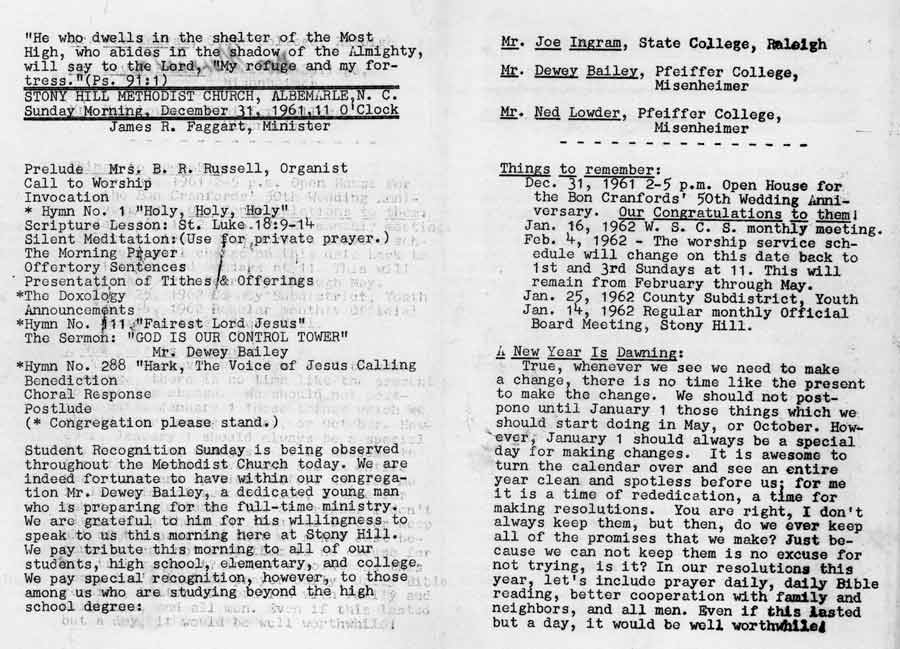 "He who dwells in the shelter of the Most
High, who abides in the shadow of the Almighty,
will say to the Lord, "My refuge and my for-
tress."(Ps. 91:1)
STONY HILL METHODIST CHURCH, ALBEMARLE,N. C.
Sunday Morning, December 31, 1961,11 O'Clock
James R. Faggart, Minister
Prelude Mrs. B. R. Russell, Organist
Call to Worship
Invocation
* Hymn No. 1 "Holy, Holy, Holy"
Scripture Lesson: St. Luke 18:9-14
Silent Meditation:(Use for private prayer.)
The Morning Prayer
Offertory Sentences
Presentation of Tithes & Offerings
*The Doxology
Announcements
*Hymn No. 111 "Fairest Lord Jesus"
The Sermon: "GOD IS OUR CONTROL TOWER"
Mr. Dewey Bailey
*Hymn No. 288 "Hark, The Voice of Jesus Calling
Benediction
Choral Response
Postlude
(* Congregation please stand.)
Student Recognition Sunday is being observed
throughout the Methodist Church today. We are
indeed fortunate to have within our congrega-
tion Mr. Dewey Bailey, a dedicated young man
who is preparing for the full-time ministry.
We are grateful to him for his willingness to
speak to us this morning here at Stony Hill.
We pay tribute this morning to all of our
students, high school, elementary, and college.
We pay special recognition, however, to those
among us who are studying beyond the high
school degree:
Mr. Joe Ingram, State College, Raleigh
Mr. Dewey Bailey, Pfeiffer College,
Misenheimer
Mr. Ned Lowder, Pfeiffer College,
Misenheimer
- - - - - - - - - - - - - - -
Things to remember:
Dec. 31, 1961 2-5 p.m. Open House for
the Bon Cranfords' 50th Wedding Anni-
versary. Our Congratulations to them!
Jan. 16, 1962 W. S. C. S. monthly meeting.
Feb. 4, 1962 - The worship service sch-
edule will change on this date back to
1st and 3rd Sundays at 11. This will
remain from February through May.
Jan. 25, 1962 County Subdistrict, Youth
Jan. 14, 1962 Regular monthly Official
Board Meeting, Stony Hill.
A New Year Is Dawning:
True, whenever we see we need to make
a change, there is no time like the present
to make the change. We should not post-
pone until January 1 those things which we
should start doing in May, or October. How-
ever, January 1 should always be a special
day for making changes. It is awesome to
turn the calendar over and see an entire
year clean and spotless before us; for me
it is a time of rededication, a time for
making resolutions. You are right, I don't
always keep them, but then, do we ever keep
all of the promises that we make? Just be-
cause we can not keep them is no excuse for
not trying, is it? In our resolutions this
year, let's include prayer daily, daily Bible
reading, better cooperation with family and
neighbors, and all men. Even if this lasted
but a day, it would be well worthwhile!